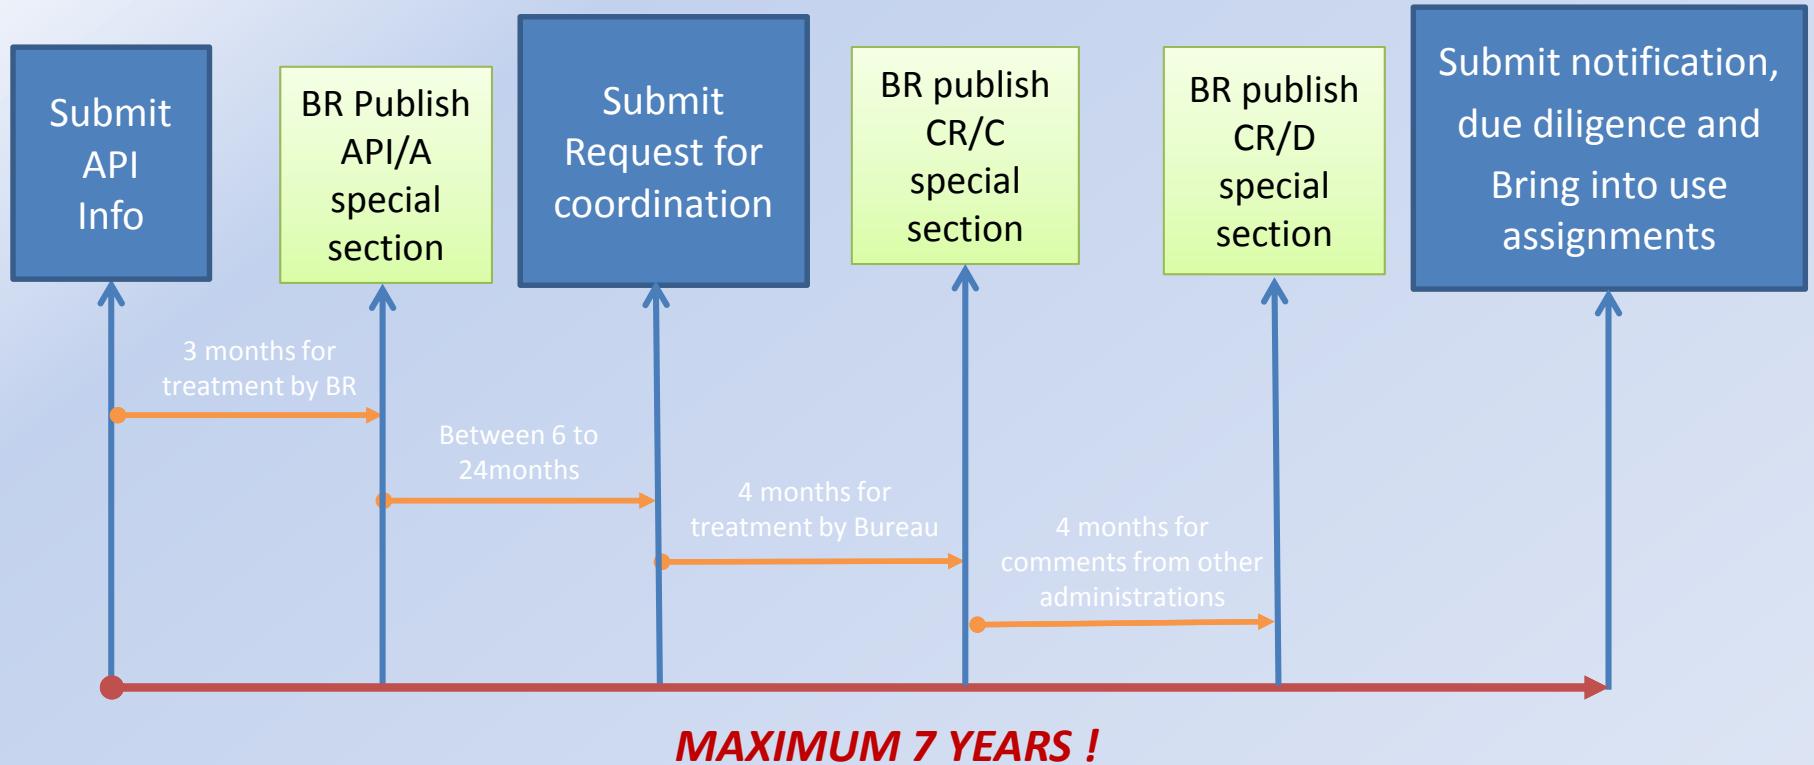 Submit
API
Info
BR Publish
API/A
special
section
Submit
Request for
coordination
BR publish
CR/C
special
section
BR publish
CR/D
special
section
Submit notification,
due diligence and
Bring into use
assignments
3 months for
treatment by BR
Between 6 to
24months
4 months for
treatment by Bureau
4 months for
comments from other
administrations
MAXIMUM 7 YEARS !